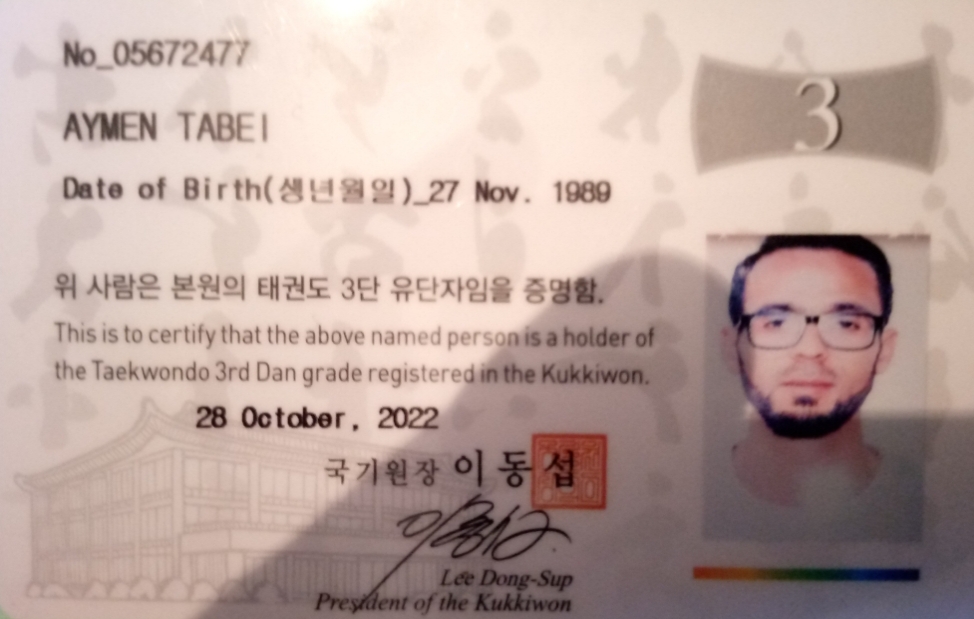 No_05672477
3
AYMEN TABEI
Date of Birth(생년월일)_27 Nov. 1989
위 사람은 본원의 태권도 3단 유단자임을 증명함.
This is to certify that the above named person is a holder of
the Taekwondo 3rd Dan grade registered in the Kukkiwon.
28 October, 2022
국기원장 이동섭
Lee Dong-Sup
President of the Kukkiwon